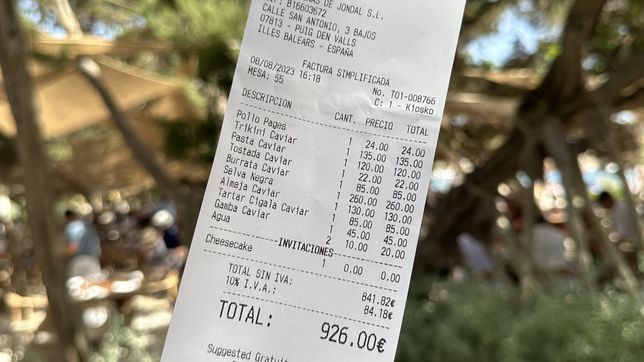 DE JONDAL S.L.
B16603672
CALLE SAN ANTONIO, 3 BAJOS
07813 - PUIG DEN VALLS
ILLES BALEARS - ESPAÑA
FACTURA SIMPLIFICADA
08/08/2023 16:18 No. T01-008766
MESA: 55 C: 1 - Kiosko
DESCRIPCIÓN CANT. PRECIO TOTAL
Pollo Pages 1 24.00 24.00
Trikini Caviar 1 135.00 135.00
Pasta Caviar 1 120.00 120.00
Tostada Caviar 1 22.00 22.00
Burrata Caviar 1 85.00 85.00
Selva Negra 1 260.00 260.00
Almeja Caviar 1 130.00 130.00
Tartar Cigala Caviar 1 85.00 85.00
Gamba Caviar 1 45.00 45.00
Agua 2 10.00 20.00
INVITACIONES
Cheesecake 1 0.00 0.00
TOTAL SIN IVA: 841.82€
10% I.V.A.: 84.18€
TOTAL: 926.00€
Suggested